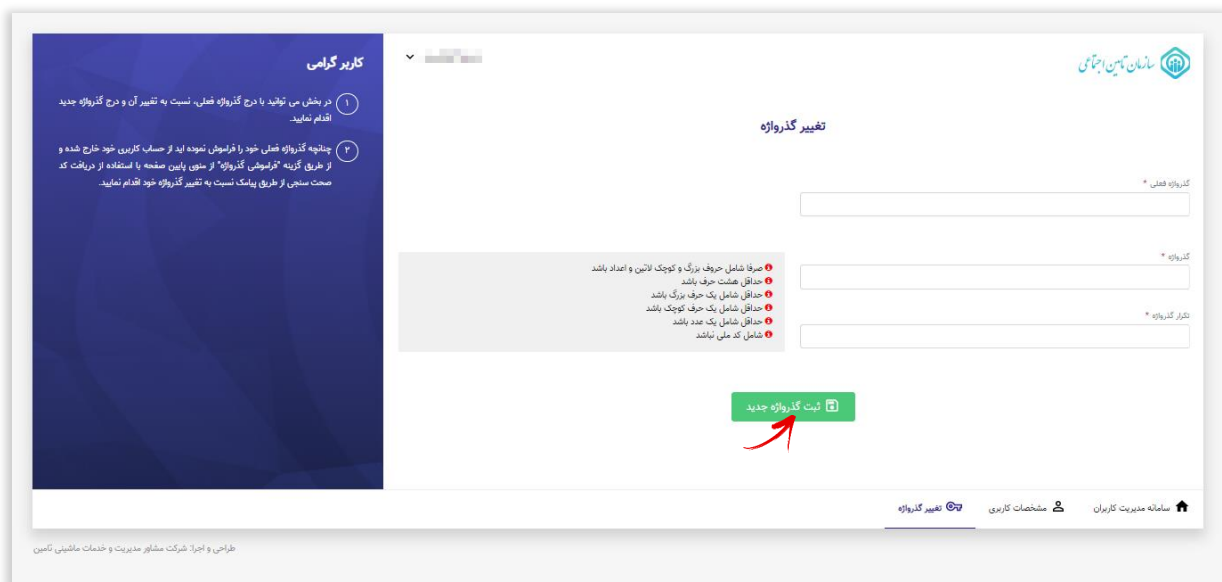 سازمان تامین اجتماعی
تغییر گذرواژه
گذرواژه فعلی *
گذرواژه *
تکرار گذرواژه *
صرفا شامل حروف بزرگ و کوچک لاتین و اعداد باشد
حداقل هشت حرف باشد
حداقل شامل یک حرف بزرگ باشد
حداقل شامل یک حرف کوچک باشد
حداقل شامل یک عدد باشد
شامل کد ملی نباشد
ثبت گذرواژه جدید
کاربر گرامی
۱ در بخش می توانید با درج گذرواژه فعلی، نسبت به تغییر آن و درج گذرواژه جدید
اقدام نمایید.
۲ چنانچه گذرواژه فعلی خود را فراموش نموده اید از حساب کاربری خود خارج شده و
از طریق گزینه "فراموشی گذرواژه" از منوی پایین صفحه با استفاده از دریافت کد
صحت سنجی از طریق پیامک نسبت به تغییر گذرواژه خود اقدام نمایید.
سامانه مدیریت کاربران
مشخصات کاربری
تغییر گذرواژه
طراحی و اجرا: شرکت مشاور مدیریت و خدمات ماشینی تامین